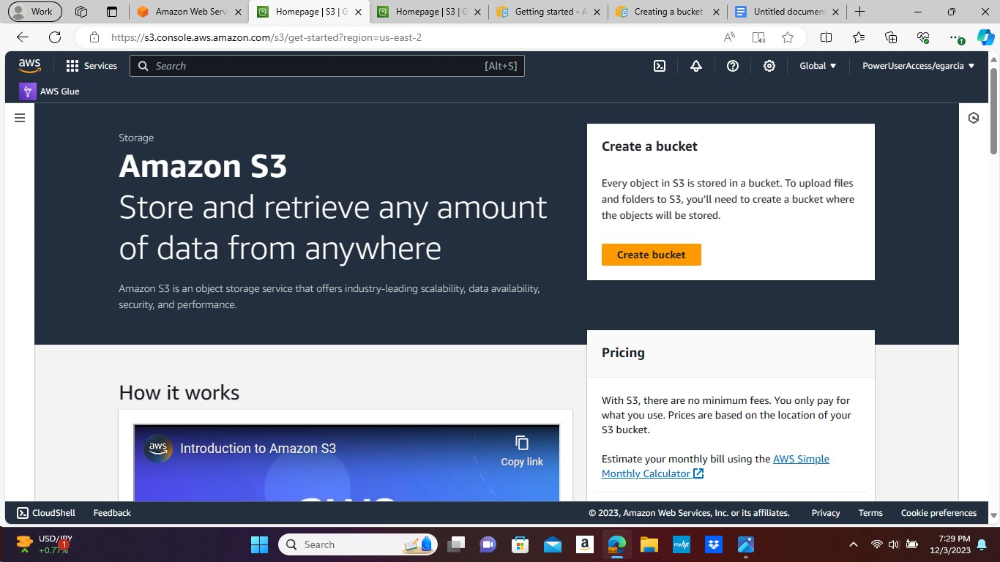 Work
Amazon Web Servi
Homepage | S3 | G
Homepage | S3 | G
Getting started - A
Creating a bucket
Untitled document
https://s3.console.aws.amazon.com/s3/get-started?region=us-east-2
aws
Services
Search
[Alt+S]
Global
PowerUserAccess/egarcia
AWS Glue
Storage
Amazon S3
Store and retrieve any amount
of data from anywhere
Amazon S3 is an object storage service that offers industry-leading scalability, data availability,
security, and performance.
Create a bucket
Every object in S3 is stored in a bucket. To upload files
and folders to S3, you'll need to create a bucket where
the objects will be stored.
Create bucket
Pricing
With S3, there are no minimum fees. You only pay for
what you use. Prices are based on the location of your
S3 bucket.
Estimate your monthly bill using the AWS Simple
Monthly Calculator
How it works
aws
Introduction to Amazon S3
Copy link
aws
CloudShell
Feedback
© 2023, Amazon Web Services, Inc. or its affiliates.
Privacy
Terms
Cookie preferences
USD/JPY
+0.77%
1
Search
a
myhp
7:29 PM
12/3/2023